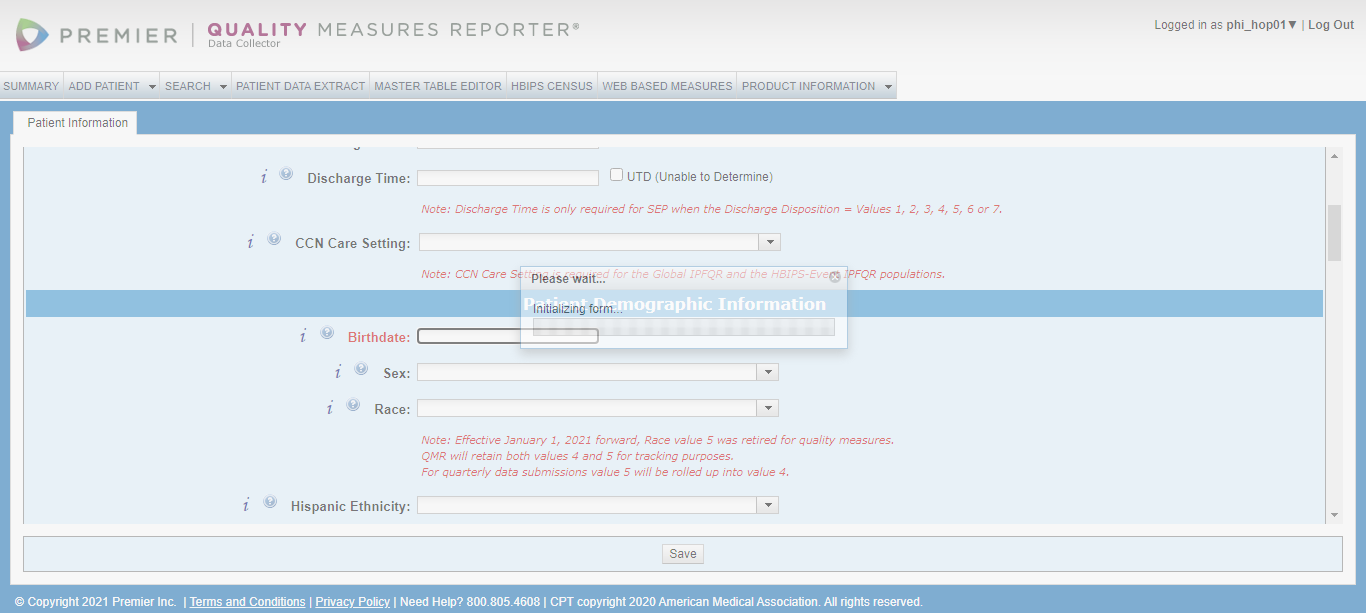 PREMIER QUALITY MEASURES REPORTER®
Data Collector
Logged in as phi_hop01▼ | Log Out
SUMMARY ADD PATIENT SEARCH PATIENT DATA EXTRACT MASTER TABLE EDITOR HBIPS CENSUS WEB BASED MEASURES PRODUCT INFORMATION
Patient Information
i ? Discharge Time: UTD (Unable to Determine)
Note: Discharge Time is only required for SEP when the Discharge Disposition = Values 1, 2, 3, 4, 5, 6 or 7.
i ? CCN Care Setting:
Note: CCN Care Setting is required for the Global IPFQR and the HBIPS-Event IPFQR populations.
Please wait...
Patient Demographic Information
Initializing form...
i ? Birthdate:
i ? Sex:
i ? Race:
Note: Effective January 1, 2021 forward, Race value 5 was retired for quality measures.
QMR will retain both values 4 and 5 for tracking purposes.
For quarterly data submissions value 5 will be rolled up into value 4.
i ? Hispanic Ethnicity:
Save
© Copyright 2021 Premier Inc. | Terms and Conditions | Privacy Policy | Need Help? 800.805.4608 | CPT copyright 2020 American Medical Association. All rights reserved.